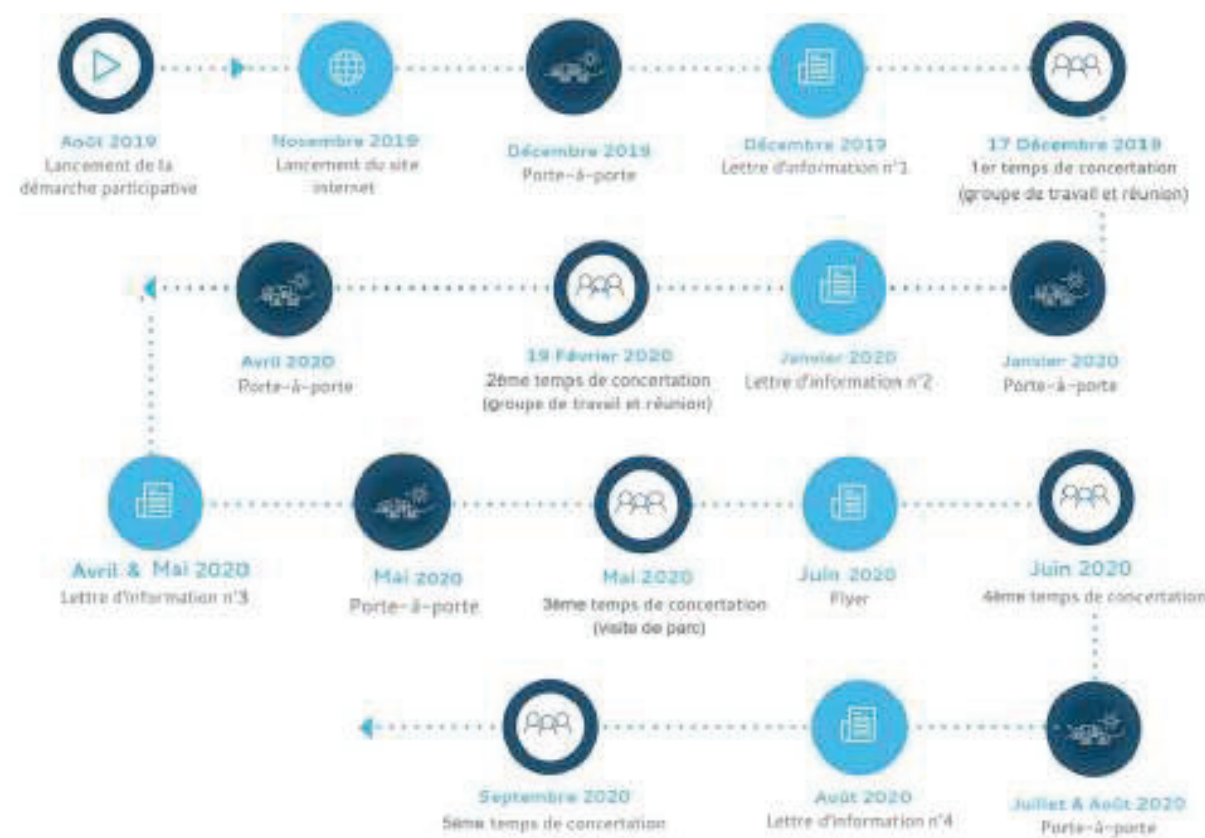 Août 2019
Lancement de la
démarche participative
Novembre 2019
Lancement du site
internet
Décembre 2019
Porte-à-porte
Décembre 2019
Lettre d'information n°1
17 Décembre 2019
1er temps de concertation
(groupe de travail et réunion)
Janvier 2020
Porte-à-porte
Janvier 2020
Lettre d'information n°2
19 Février 2020
2ème temps de concertation
(groupe de travail et réunion)
Avril 2020
Porte-à-porte
Avril & Mai 2020
Lettre d'information n°3
Mai 2020
Porte-à-porte
Mai 2020
3ème temps de concertation
(visite de parc)
Juin 2020
Flyer
Juin 2020
4ème temps de concertation
Juillet & Août 2020
Porte-à-porte
Août 2020
Lettre d'information n°4
Septembre 2020
5ème temps de concertation